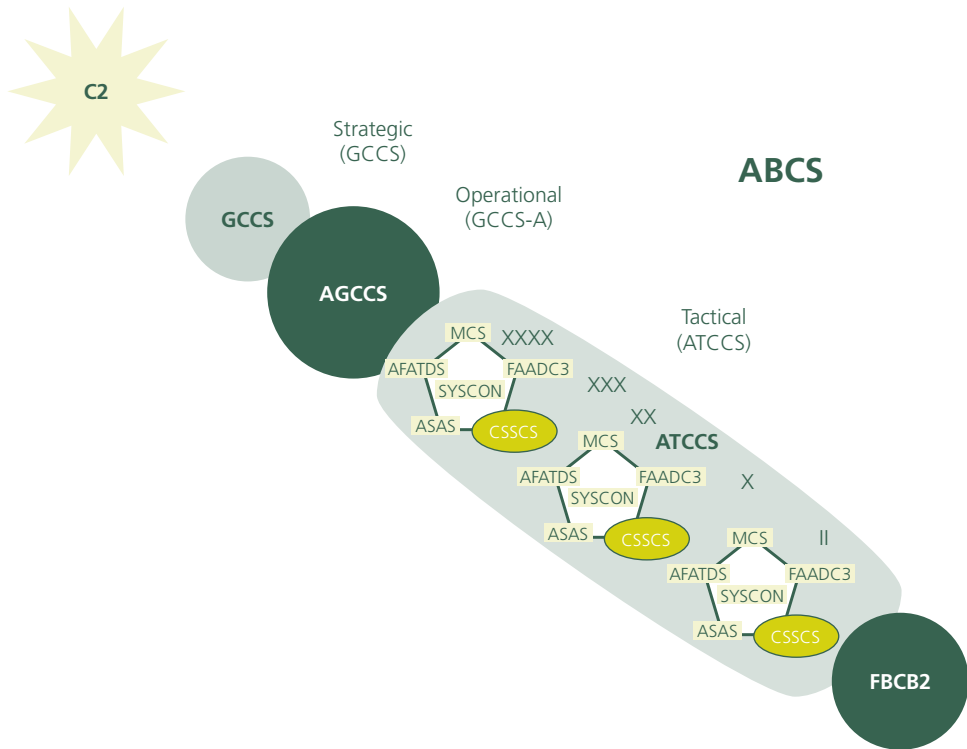 C2
Strategic
(GCCS)
ABCS
Operational
(GCCS-A)
GCCS
AGCCS
Tactical
(ATCCS)
MCS
XXXX
AFATDS
FAADC3
SYSCON
ASAS
CSSCS
XXX
XX
MCS
ATCCS
AFATDS
FAADC3
SYSCON
ASAS
CSSCS
X
MCS
II
AFATDS
FAADC3
SYSCON
ASAS
CSSCS
FBCB2